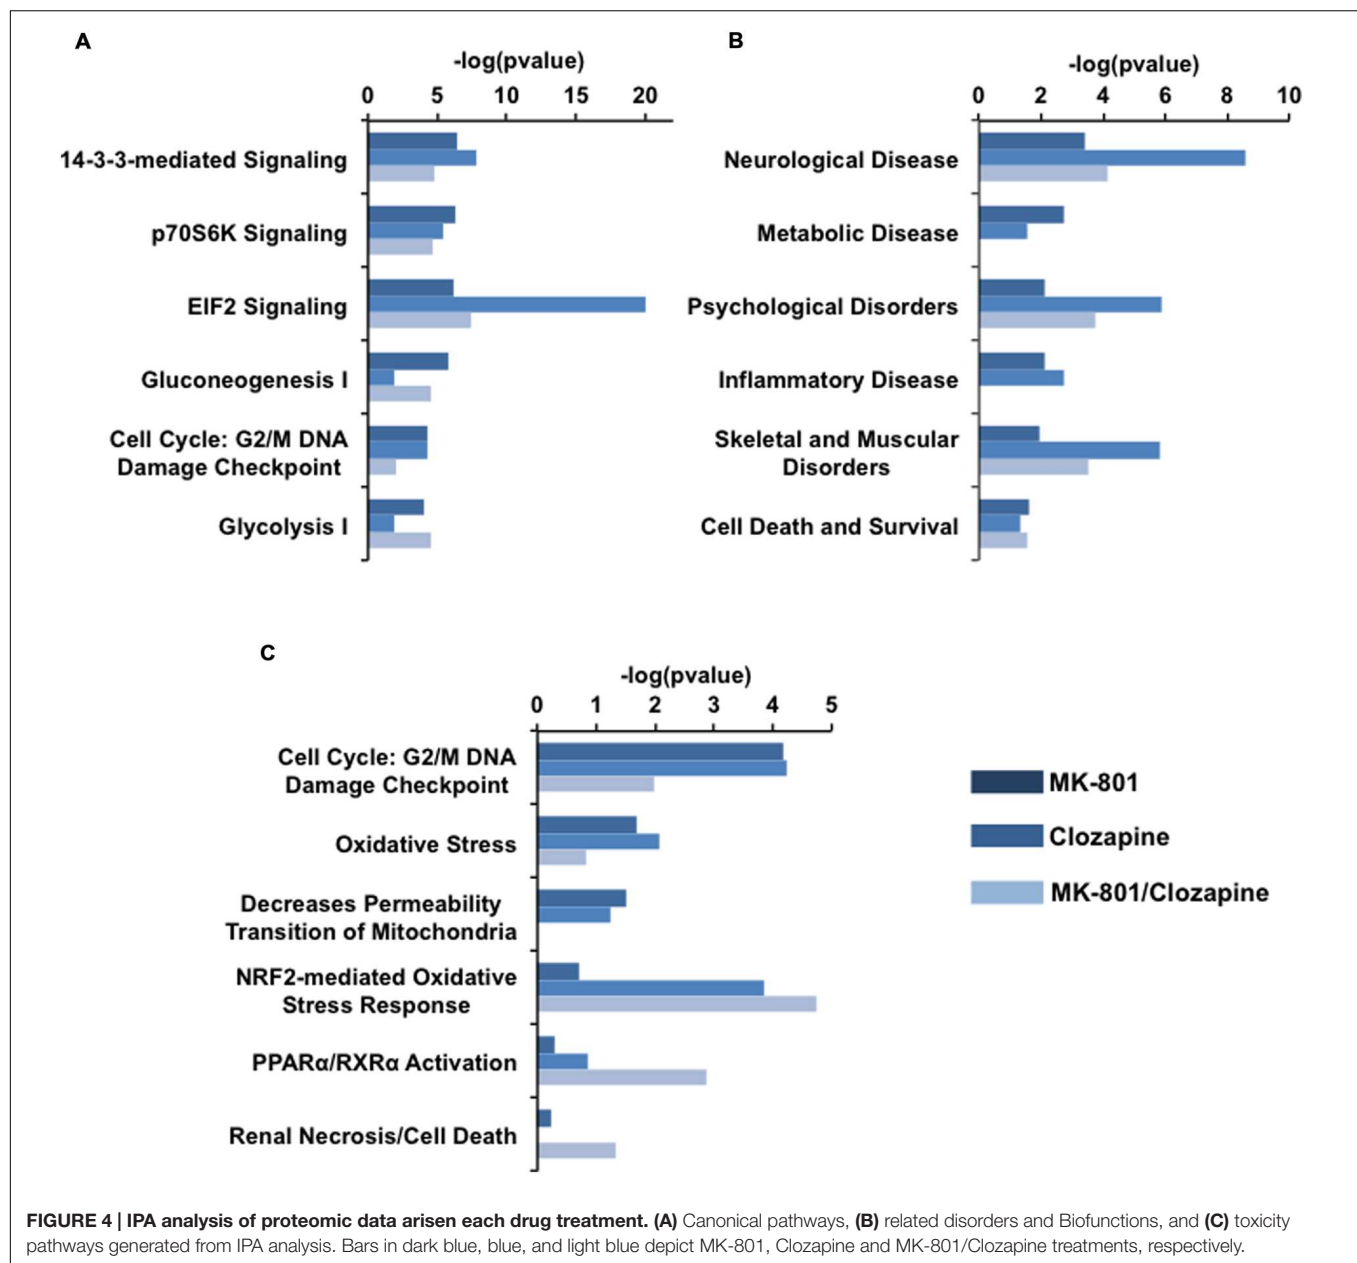 A
-log(pvalue)
0 5 10 15 20
14-3-3-mediated Signaling
p70S6K Signaling
EIF2 Signaling
Gluconeogenesis I
Cell Cycle: G2/M DNA
Damage Checkpoint
Glycolysis I
B
-log(pvalue)
0 2 4 6 8 10
Neurological Disease
Metabolic Disease
Psychological Disorders
Inflammatory Disease
Skeletal and Muscular
Disorders
Cell Death and Survival
C
-log(pvalue)
0 1 2 3 4 5
Cell Cycle: G2/M DNA
Damage Checkpoint
Oxidative Stress
Decreases Permeability
Transition of Mitochondria
NRF2-mediated Oxidative
Stress Response
PPARα/RXRα Activation
Renal Necrosis/Cell Death
MK-801
Clozapine
MK-801/Clozapine
FIGURE 4 | IPA analysis of proteomic data arisen each drug treatment. (A) Canonical pathways, (B) related disorders and Biofunctions, and (C) toxicity
pathways generated from IPA analysis. Bars in dark blue, blue, and light blue depict MK-801, Clozapine and MK-801/Clozapine treatments, respectively.